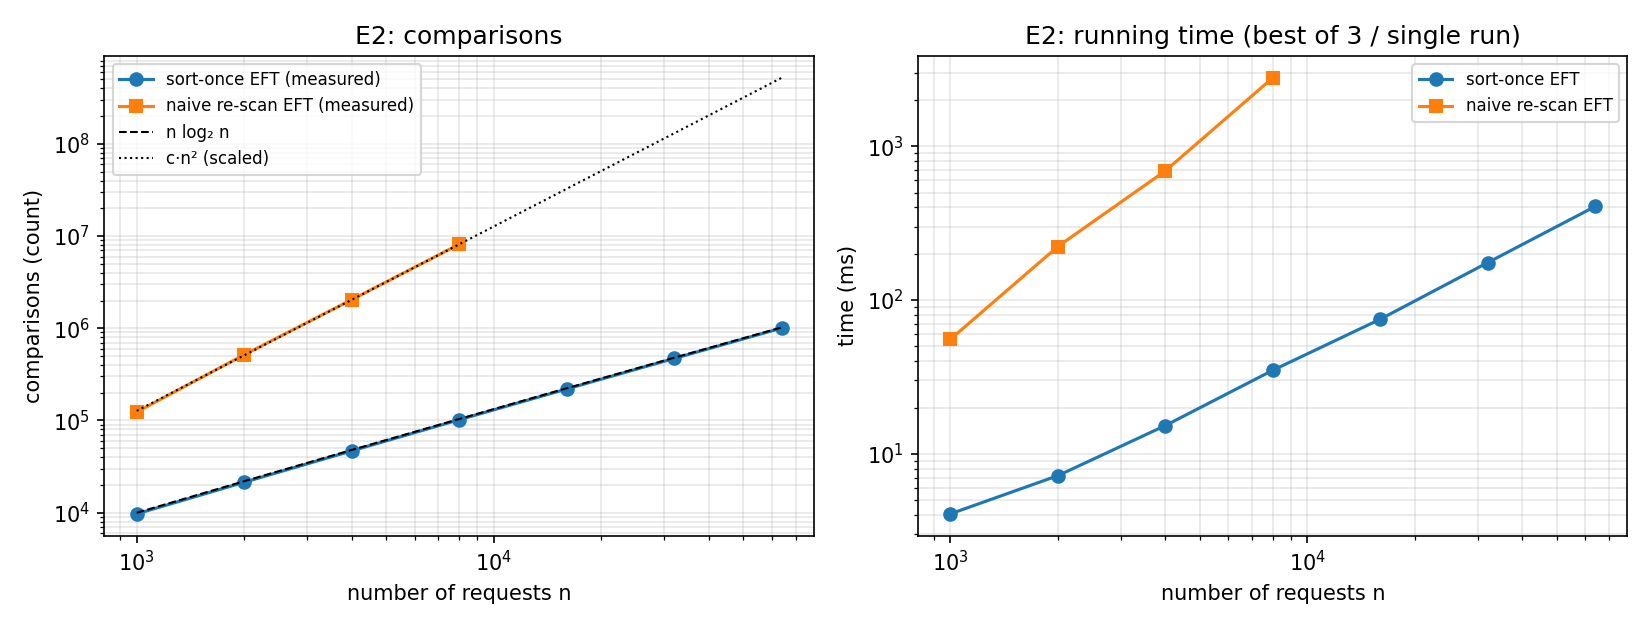 E2: comparisons
sort-once EFT (measured)
naive re-scan EFT (measured)
n log₂ n
c·n² (scaled)
comparisons (count)
10⁸
10⁷
10⁶
10⁵
10⁴
10³ 10⁴
number of requests n
E2: running time (best of 3 / single run)
sort-once EFT
naive re-scan EFT
time (ms)
10³
10²
10¹
10³ 10⁴
number of requests n